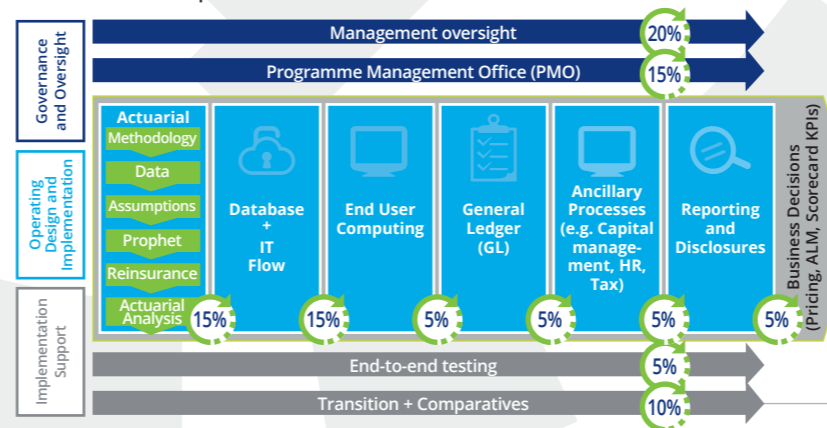 Governance
and Oversight
Management oversight
20%
Programme Management Office (PMO)
15%
Operating
Design and
Implementation
Actuarial
Methodology
Data
Assumptions
Prophet
Reinsurance
Actuarial
Analysis
15%
Database
+
IT
Flow
15%
End User
Computing
5%
General
Ledger
(GL)
5%
Ancillary
Processes
(e.g. Capital
manage-
ment, HR,
Tax)
5%
Reporting
and
Disclosures
5%
Business Decisions
(Pricing, ALM, Scorecard KPIs)
Implementation
Support
End-to-end testing
5%
Transition + Comparatives
10%